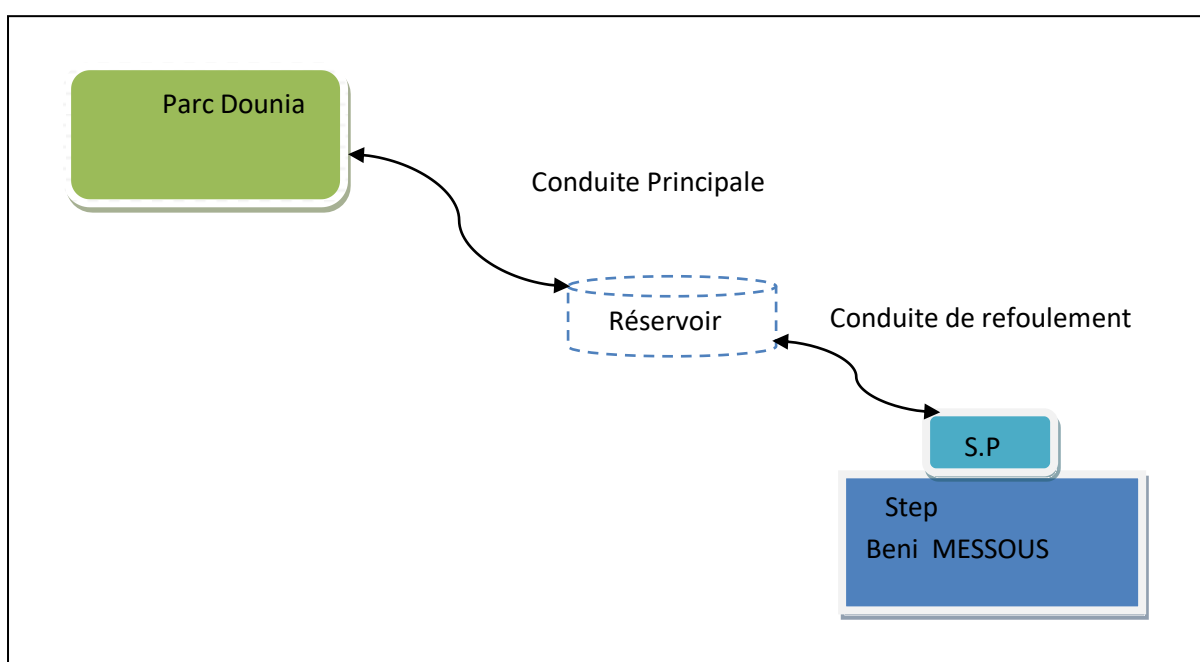 Parc Dounia
Conduite Principale
Réservoir
Conduite de refoulement
S.P
Step
Beni MESSOUS